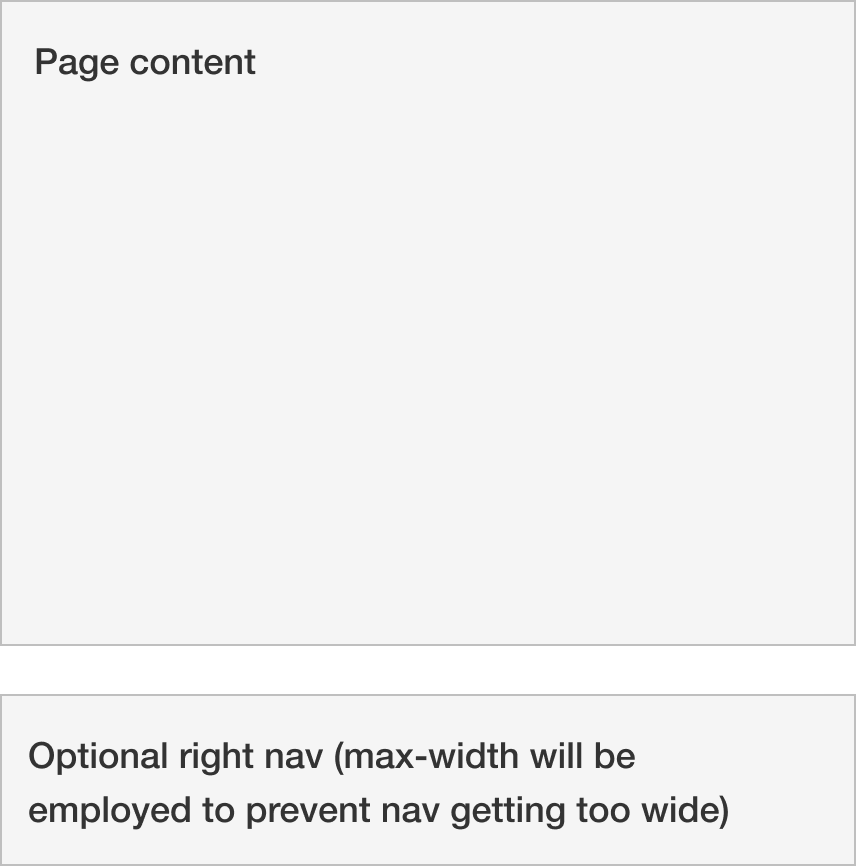 Page content
Optional right nav (max-width will be
employed to prevent nav getting too wide)